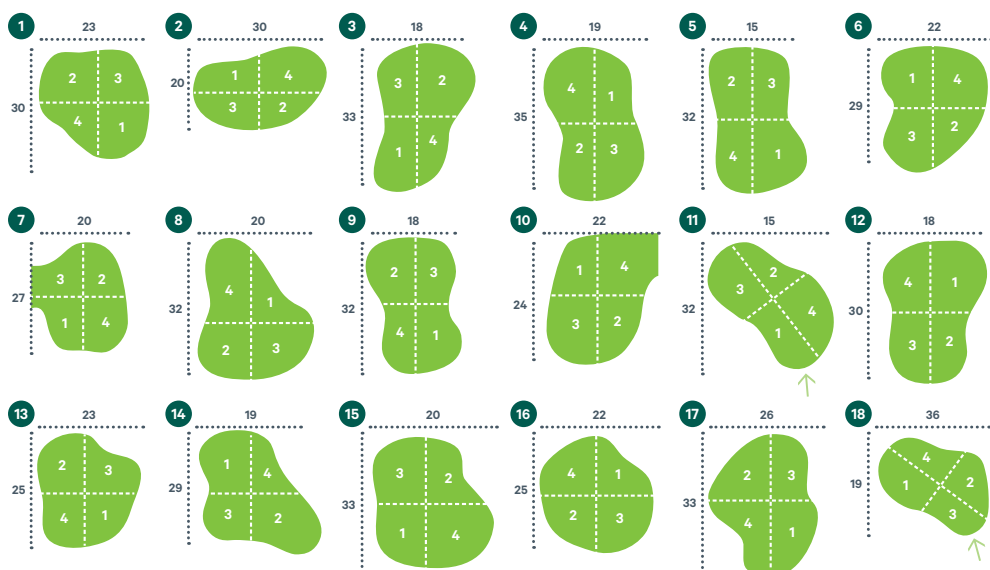 1 23 30 2 3 4 1
2 30 20 1 4 3 2
3 18 33 3 2 1 4
4 19 35 4 1 2 3
5 15 32 2 3 4 1
6 22 29 1 4 3 2
7 20 27 3 2 1 4
8 20 32 4 1 2 3
9 18 32 2 3 4 1
10 22 24 1 4 3 2
11 15 32 2 3 4 1
12 18 30 4 1 3 2
13 23 25 2 3 4 1
14 19 29 1 4 3 2
15 20 33 3 2 1 4
16 22 25 4 1 2 3
17 26 33 2 3 4 1
18 36 19 4 2 1 3